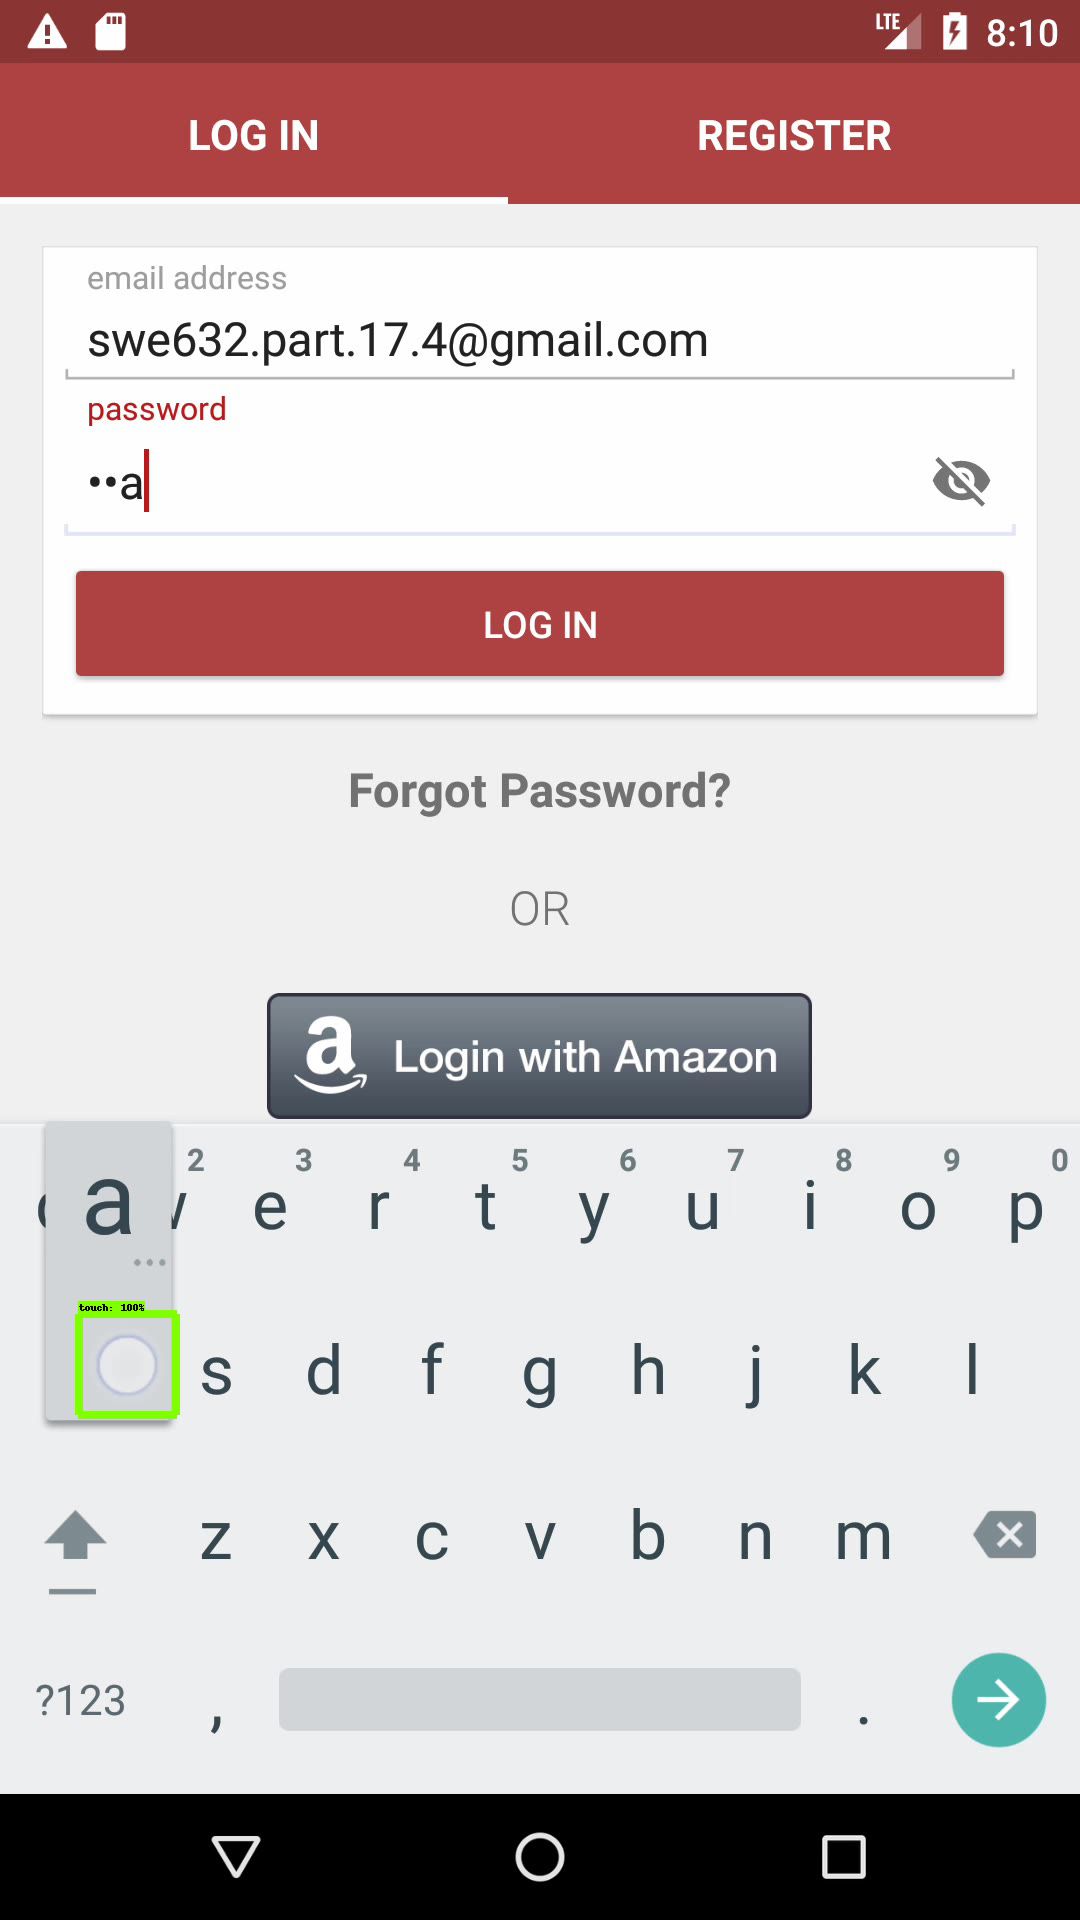 LTE 8:10
LOG IN REGISTER
email address
swe632.part.17.4@gmail.com
password
••a
LOG IN
Forgot Password?
OR
a Login with Amazon
2 3 4 5 6 7 8 9 0
a e r t y u i o p
touch: 100%
s d f g h j k l
z x c v b n m
?123 , .